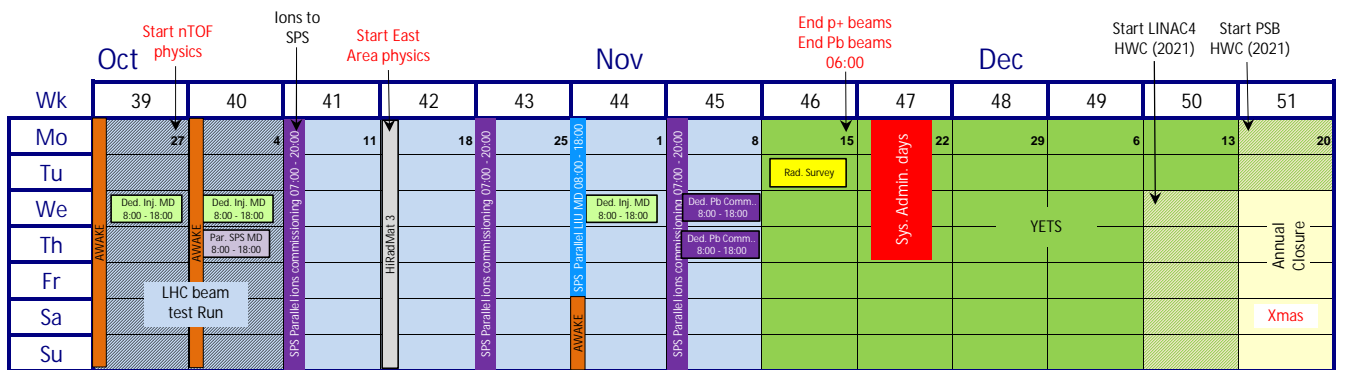 Ions to
SPS
Start nTOF
physics
Start East
Area physics
End p+ beams
End Pb beams
06:00
Start LINAC4
HWC (2021)
Start PSB
HWC (2021)
Oct
Nov
Dec
Wk 39 40 41 42 43 44 45 46 47 48 49 50 51
Mo 27 4 11 18 25 1 8 15 22 29 6 13 20
Tu
We
Th
Fr
Sa
Su
AWAKE
AWAKE
Ded. Inj. MD
8:00 - 18:00
Ded. Inj. MD
8:00 - 18:00
Par. SPS MD
8:00 - 18:00
LHC beam
test Run
SPS Parallel ions commissioning 07:00 - 20:00
HiRadMat 3
SPS Parallel ions commissioning 07:00 - 20:00
SPS Parallel LIU MD 08:00 - 18:00
AWAKE
Ded. Inj. MD
8:00 - 18:00
SPS Parallel ions commissioning 07:00 - 20:00
Ded. Pb Comm..
8:00 - 18:00
Ded. Pb Comm..
8:00 - 18:00
Rad. Survey
Sys. Admin. days
YETS
Annual
Closure
Xmas